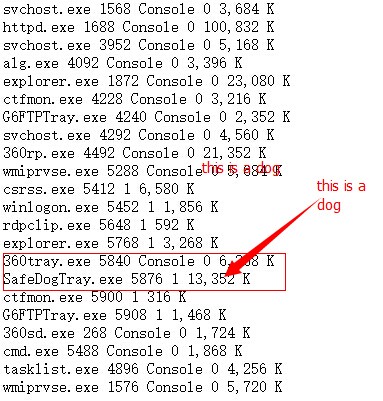 svchost.exe 1568 Console 0 3,684 K
httpd.exe 1688 Console 0 100,832 K
svchost.exe 3952 Console 0 5,168 K
alg.exe 4092 Console 0 3,396 K
explorer.exe 1872 Console 0 23,080 K
ctfmon.exe 4228 Console 0 3,216 K
G6FTPTray.exe 4240 Console 0 2,352 K
svchost.exe 4292 Console 0 4,560 K
360rp.exe 4492 Console 0 21,352 K
this is a dog
wmiprvse.exe 5288 Console 0 5,684 K
csrss.exe 5412 1 6,580 K
this is a
dog
winlogon.exe 5452 1 1,856 K
rdpclip.exe 5648 1 592 K
explorer.exe 5768 1 3,268 K
360tray.exe 5840 Console 0 K
SafeDogTray.exe 5876 1 13,352 K
ctfmon.exe 5900 1 316 K
G6FTPTray.exe 5908 1 1,468 K
360sd.exe 268 Console 0 1,724 K
cmd.exe 5488 Console 0 1,868 K
tasklist.exe 4896 Console 0 4,256 K
wmiprvse.exe 1576 Console 0 5,720 K